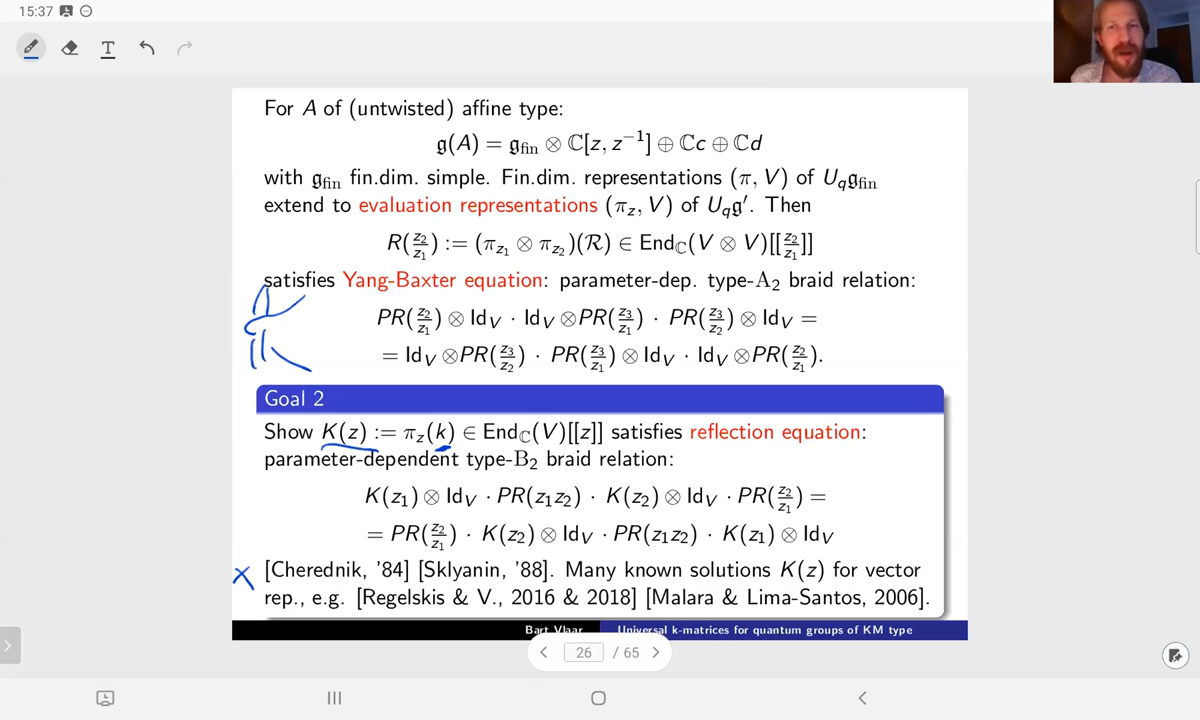 15:37
For A of (untwisted) affine type:
𝔤(A) = 𝔤_fin ⊗ ℂ[z, z⁻¹] ⊕ ℂc ⊕ ℂd
with 𝔤_fin fin.dim. simple. Fin.dim. representations (π, V) of U_q𝔤_fin
extend to evaluation representations (π_z, V) of U_q𝔤′. Then
R(z₂/z₁) := (π_z₁ ⊗ π_z₂)(ℛ) ∈ End_ℂ(V ⊗ V)[[z₂/z₁]]
satisfies Yang-Baxter equation: parameter-dep. type-A₂ braid relation:
PR(z₂/z₁) ⊗ Id_V · Id_V ⊗PR(z₃/z₁) · PR(z₃/z₂) ⊗ Id_V =
= Id_V ⊗PR(z₃/z₂) · PR(z₃/z₁) ⊗ Id_V · Id_V ⊗PR(z₂/z₁).
Goal 2
Show K(z) := π_z(k) ∈ End_ℂ(V)[[z]] satisfies reflection equation:
parameter-dependent type-B₂ braid relation:
K(z₁) ⊗ Id_V · PR(z₁z₂) · K(z₂) ⊗ Id_V · PR(z₂/z₁) =
= PR(z₂/z₁) · K(z₂) ⊗ Id_V · PR(z₁z₂) · K(z₁) ⊗ Id_V
[Cherednik, '84] [Sklyanin, '88]. Many known solutions K(z) for vector
rep., e.g. [Regelskis & V., 2016 & 2018] [Malara & Lima-Santos, 2006].
Bart Vlaar Universal k-matrices for quantum groups of KM type
26 / 65